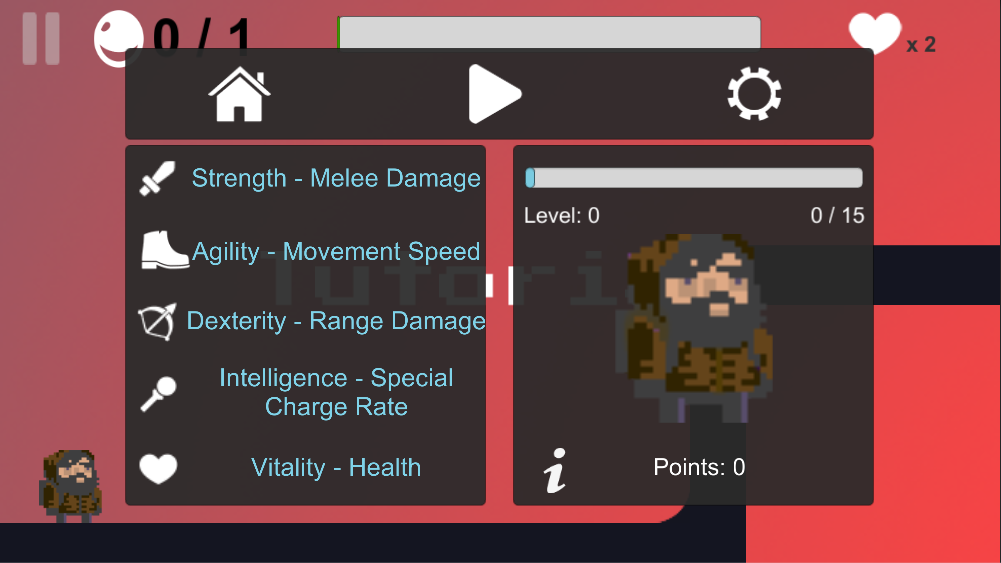 0 / 1
x 2
Strength - Melee Damage
Agility - Movement Speed
Dexterity - Range Damage
Intelligence - Special
Charge Rate
Vitality - Health
Level: 0
0 / 15
Tutori
Points: 0